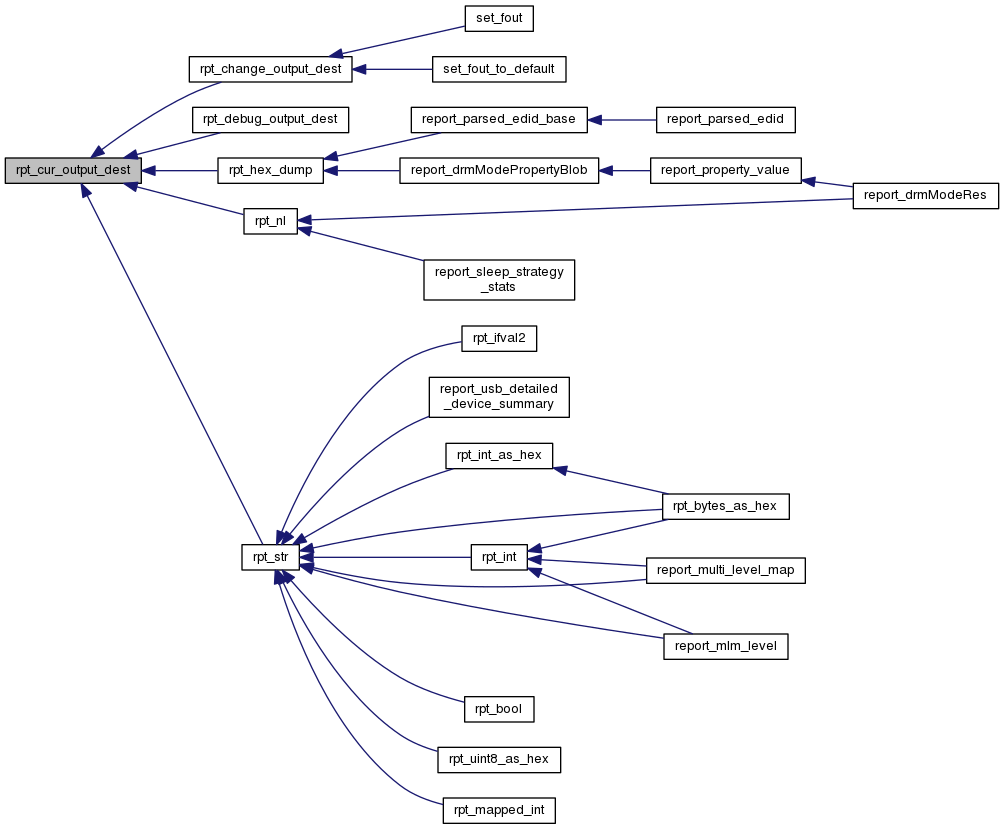 set_fout
rpt_change_output_dest
set_fout_to_default
rpt_debug_output_dest
report_parsed_edid_base
report_parsed_edid
rpt_cur_output_dest
rpt_hex_dump
report_drmModePropertyBlob
report_property_value
report_drmModeRes
rpt_nl
report_sleep_strategy
_stats
rpt_ifval2
report_usb_detailed
_device_summary
rpt_int_as_hex
rpt_bytes_as_hex
rpt_str
rpt_int
report_multi_level_map
report_mlm_level
rpt_bool
rpt_uint8_as_hex
rpt_mapped_int